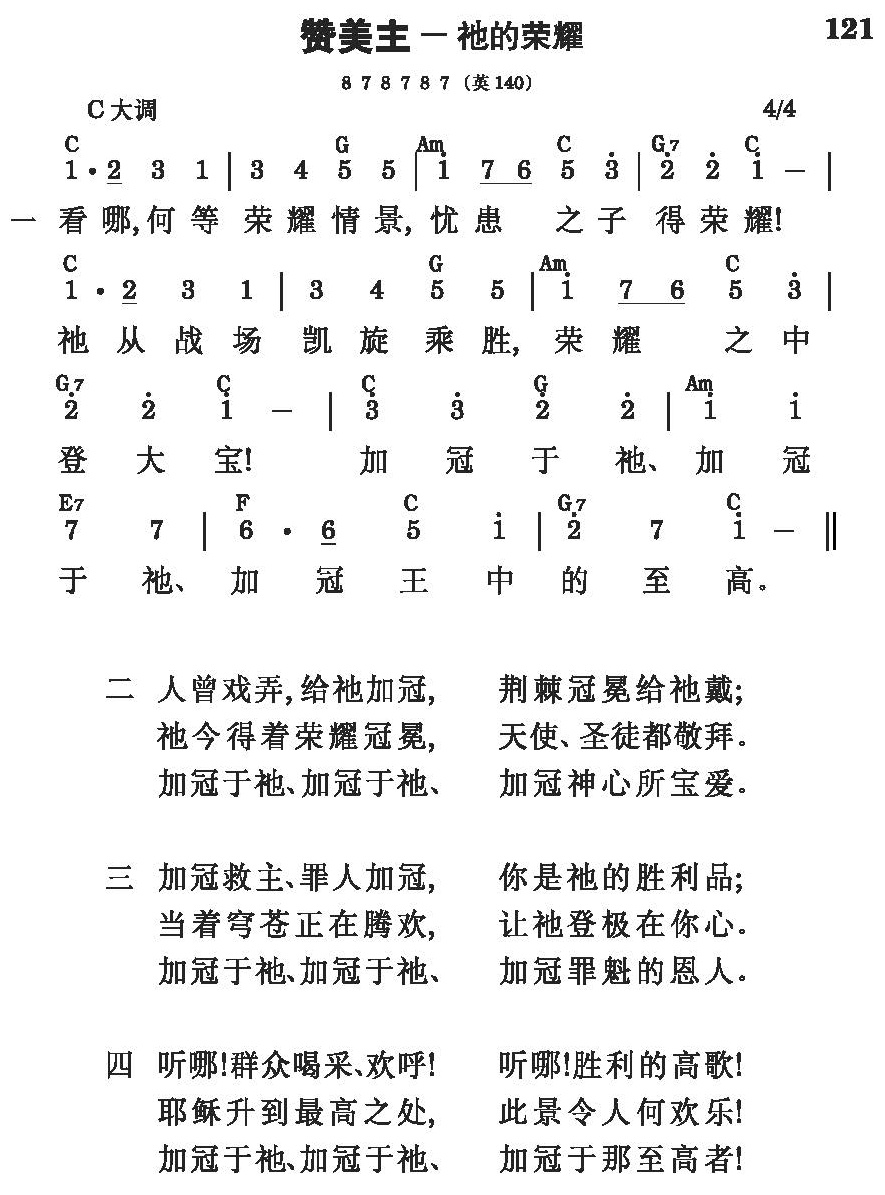 赞美主－祂的荣耀 121
8 7 8 7 8 7（英140）
C大调 4/4
C G Am C G7 C
1·2 3 1 | 3 4 5 5 | i 7 6 5 3̇ | 2̇ 2̇ i － |
一 看哪,何等荣耀情景,忧患之子得荣耀!
C G Am C
1·2 3 1 | 3 4 5 5 | i 7 6 5 3̇ |
祂从战场凯旋乘胜,荣耀之中
G7 C C G Am
2̇ 2̇ i － | 3̇ 3̇ 2̇ 2̇ | i i
登大宝! 加冠于祂、加冠
E7 F C G7 C
7 7 | 6·6 5 i | 2̇ 7 i － ‖
于祂、加冠王中的至高。
二 人曾戏弄,给祂加冠, 荆棘冠冕给祂戴;
祂今得着荣耀冠冕, 天使、圣徒都敬拜。
加冠于祂、加冠于祂、 加冠神心所宝爱。
三 加冠救主、罪人加冠, 你是祂的胜利品;
当着穹苍正在腾欢, 让祂登极在你心。
加冠于祂、加冠于祂、 加冠罪魁的恩人。
四 听哪!群众喝采、欢呼! 听哪!胜利的高歌!
耶稣升到最高之处, 此景令人何欢乐!
加冠于祂、加冠于祂、 加冠于那至高者!